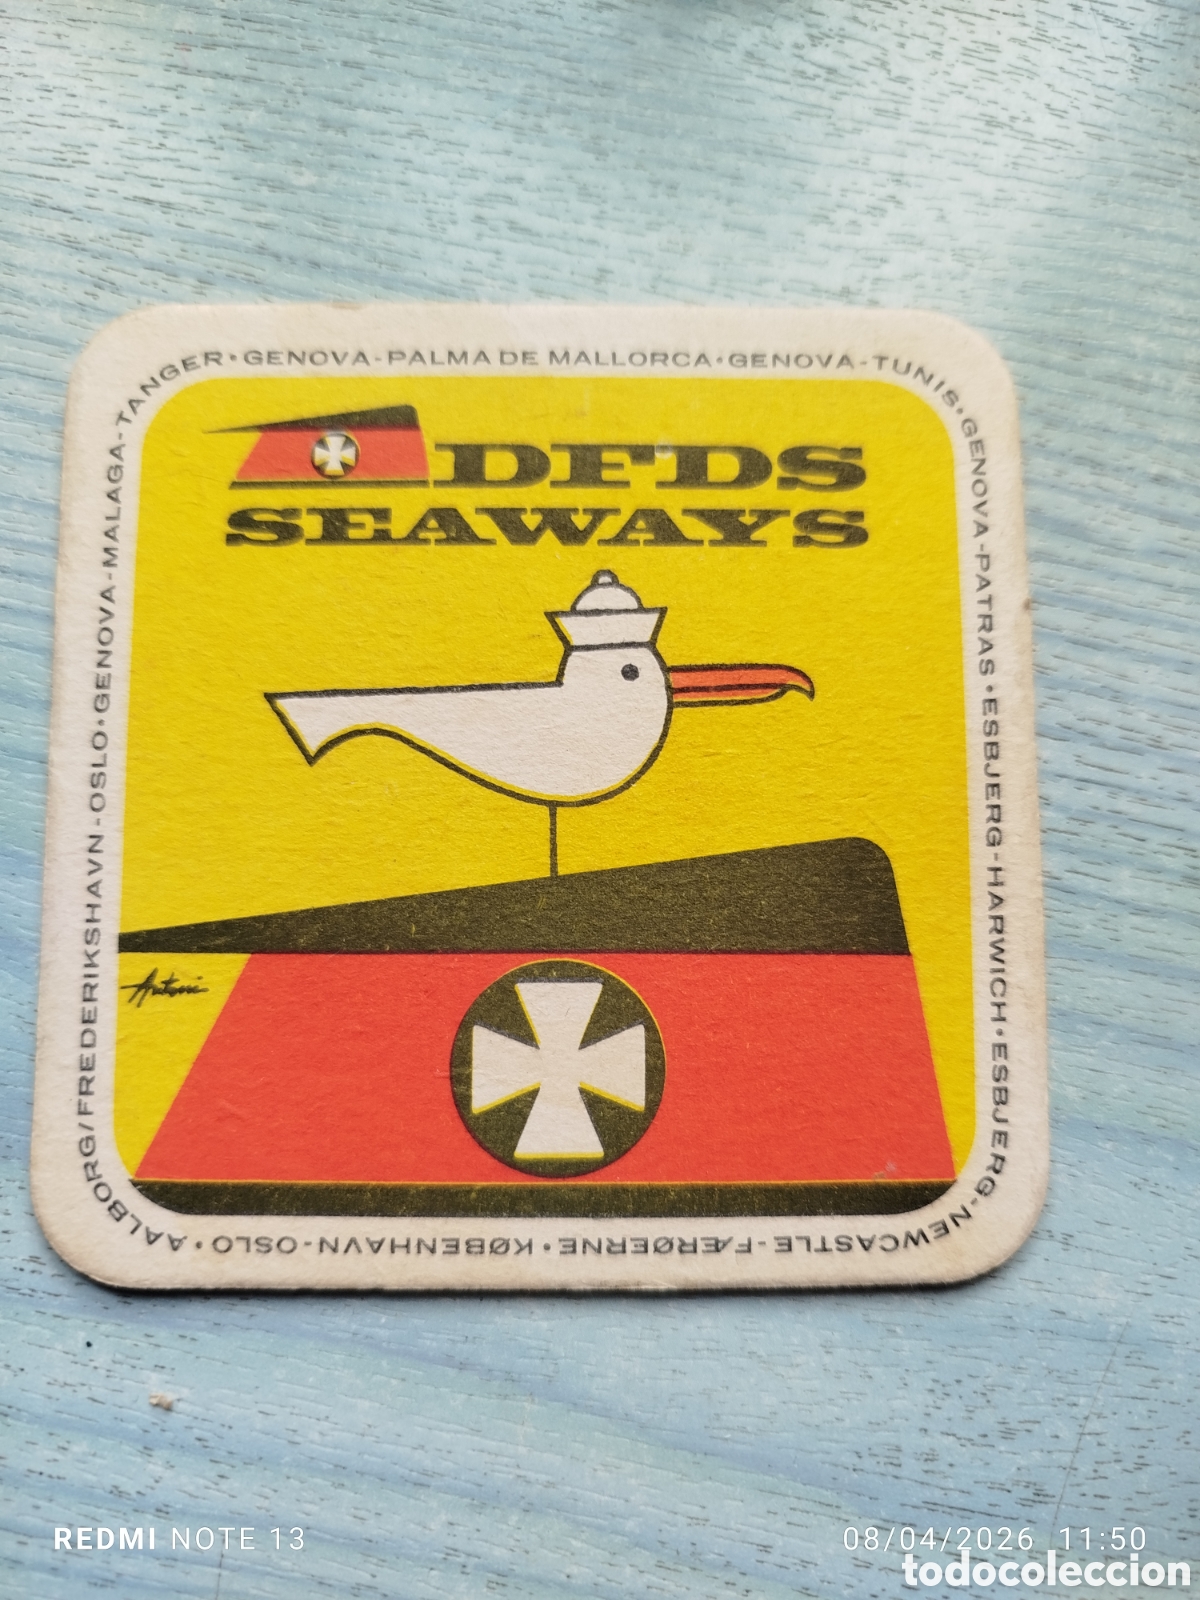 GENOVA-PALMA DE MALLORCA•GENOVA-TUNIS•GENOVA-PATRAS•ESBJERG-HARWICH•ESBJERG-NEWCASTLE-FÆRØERNE•KØBENHAVN-OSLO•AALBORG/FREDERIKSHAVN-OSLO•GENOVA-MALAGA-TANGER•
DFDS
SEAWAYS
Antoni
REDMI NOTE 13
08/04/2026 11:50
todocoleccion